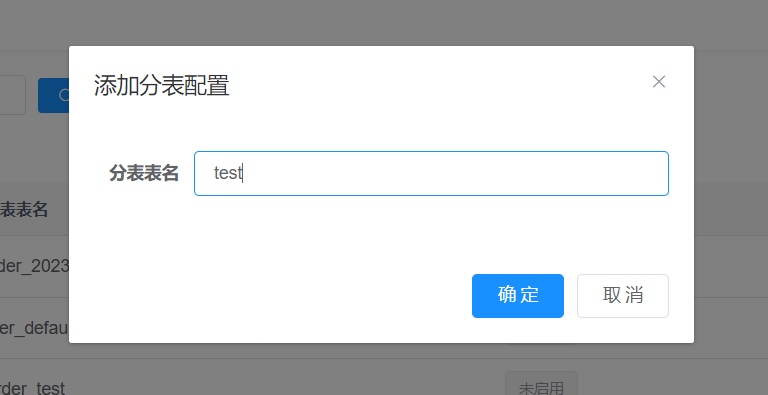 添加分表配置
分表表名
test
确定
取消
表表名
der_2023
er_defau
rder_test
未启用